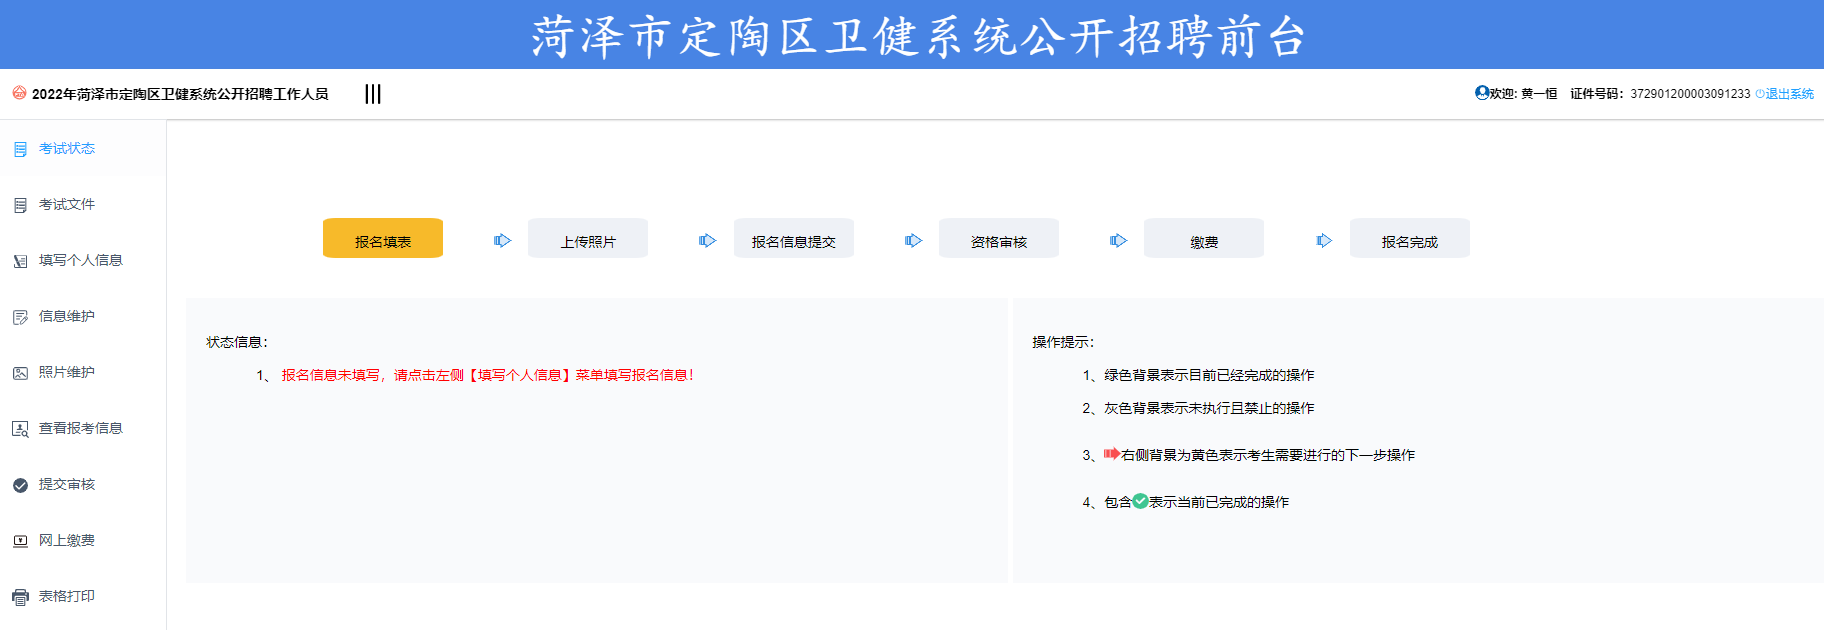 菏泽市定陶区卫健系统公开招聘前台
2022年菏泽市定陶区卫健系统公开招聘工作人员
欢迎: 黄一恒 证件号码： 372901200003091233 退出系统
考试状态
考试文件
填写个人信息
信息维护
照片维护
查看报考信息
提交审核
网上缴费
表格打印
报名填表
上传照片
报名信息提交
资格审核
缴费
报名完成
状态信息：
1、 报名信息未填写，请点击左侧【填写个人信息】菜单填写报名信息！
操作提示：
1、绿色背景表示目前已经完成的操作
2、灰色背景表示未执行且禁止的操作
3、右侧背景为黄色表示考生需要进行的下一步操作
4、包含表示当前已完成的操作